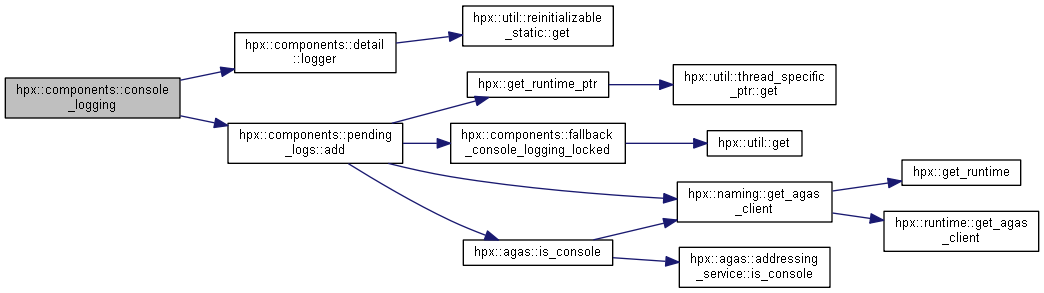 hpx::components::console
_logging
hpx::components::detail
::logger
hpx::util::reinitializable
_static::get
hpx::components::pending
_logs::add
hpx::get_runtime_ptr
hpx::util::thread_specific
_ptr::get
hpx::components::fallback
_console_logging_locked
hpx::util::get
hpx::naming::get_agas
_client
hpx::get_runtime
hpx::runtime::get_agas
_client
hpx::agas::is_console
hpx::agas::addressing
_service::is_console